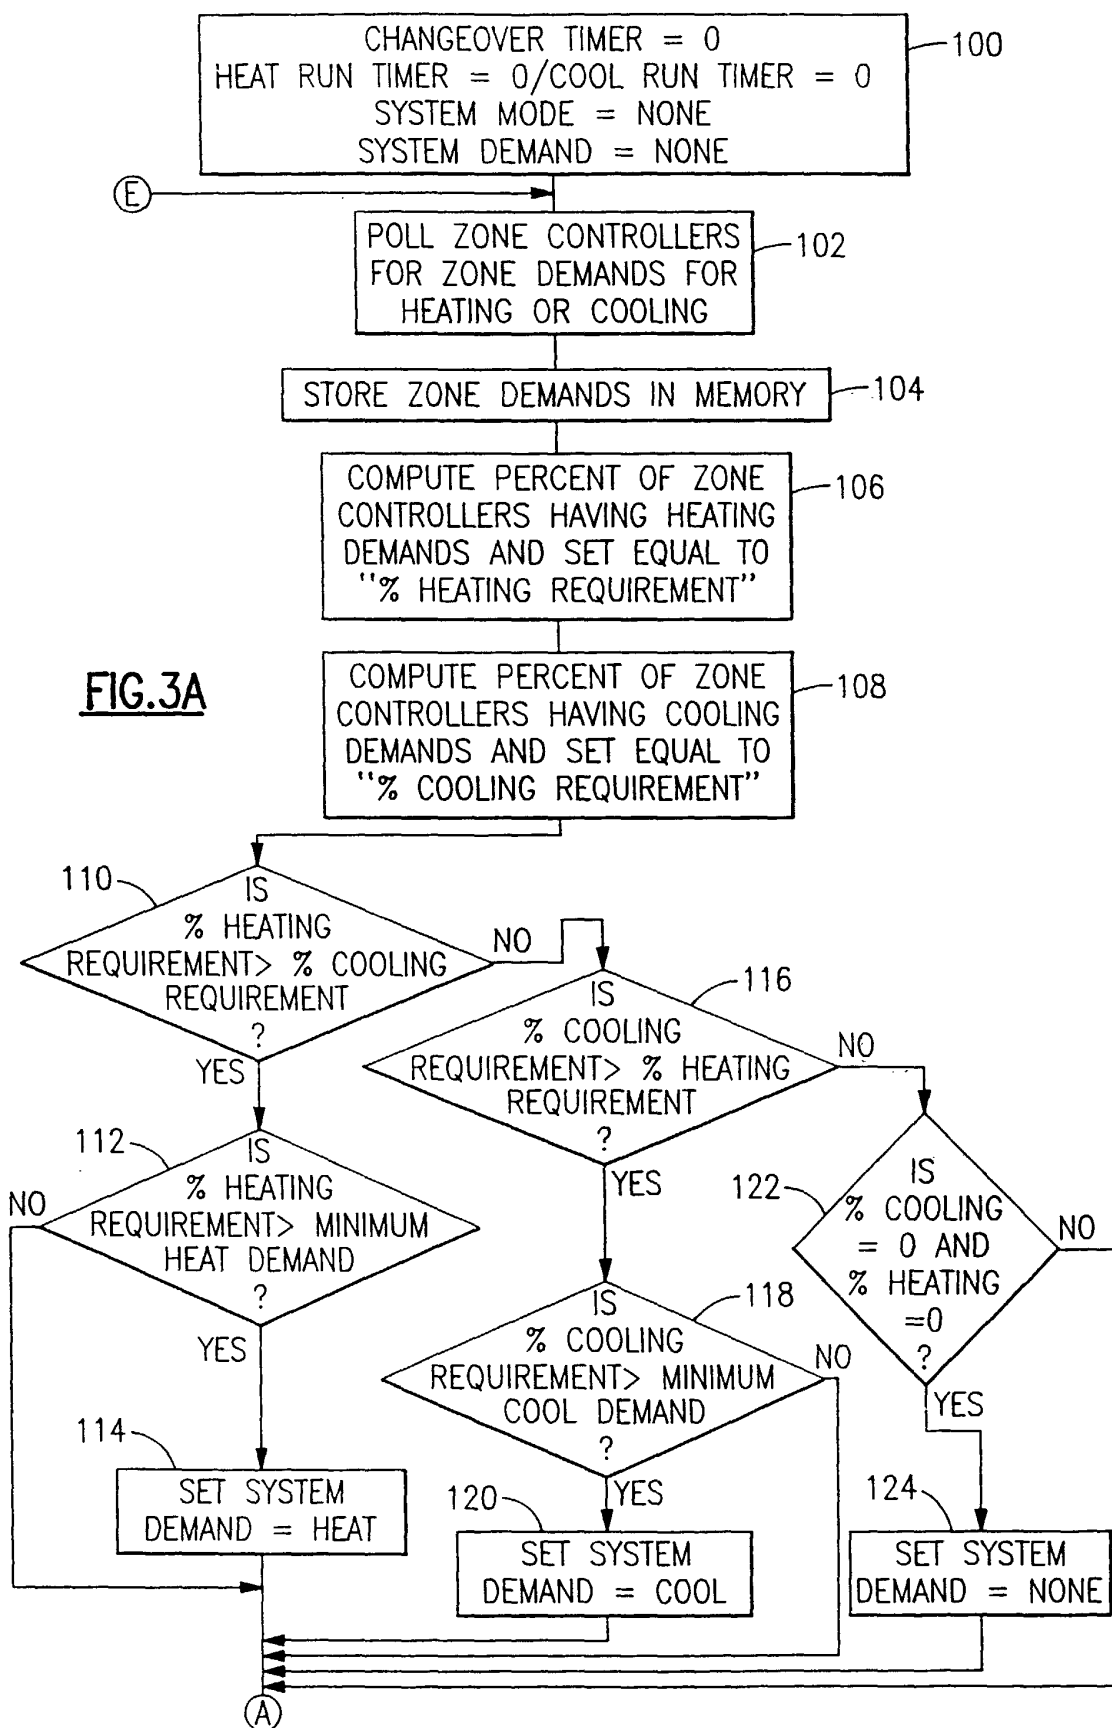 CHANGEOVER TIMER = 0
HEAT RUN TIMER = 0/COOL RUN TIMER = 0
SYSTEM MODE = NONE
SYSTEM DEMAND = NONE
100
E
POLL ZONE CONTROLLERS
FOR ZONE DEMANDS FOR
HEATING OR COOLING
102
STORE ZONE DEMANDS IN MEMORY
104
COMPUTE PERCENT OF ZONE
CONTROLLERS HAVING HEATING
DEMANDS AND SET EQUAL TO
"% HEATING REQUIREMENT"
106
FIG.3A
COMPUTE PERCENT OF ZONE
CONTROLLERS HAVING COOLING
DEMANDS AND SET EQUAL TO
"% COOLING REQUIREMENT"
108
110
IS
% HEATING
REQUIREMENT> % COOLING
REQUIREMENT
?
NO
YES
116
IS
% COOLING
REQUIREMENT> % HEATING
REQUIREMENT
?
NO
YES
112
IS
% HEATING
REQUIREMENT> MINIMUM
HEAT DEMAND
?
NO
YES
122
IS
% COOLING
= 0 AND
% HEATING
=0
?
NO
YES
118
IS
% COOLING
REQUIREMENT> MINIMUM
COOL DEMAND
?
NO
YES
114
SET SYSTEM
DEMAND = HEAT
120
SET SYSTEM
DEMAND = COOL
124
SET SYSTEM
DEMAND = NONE
A